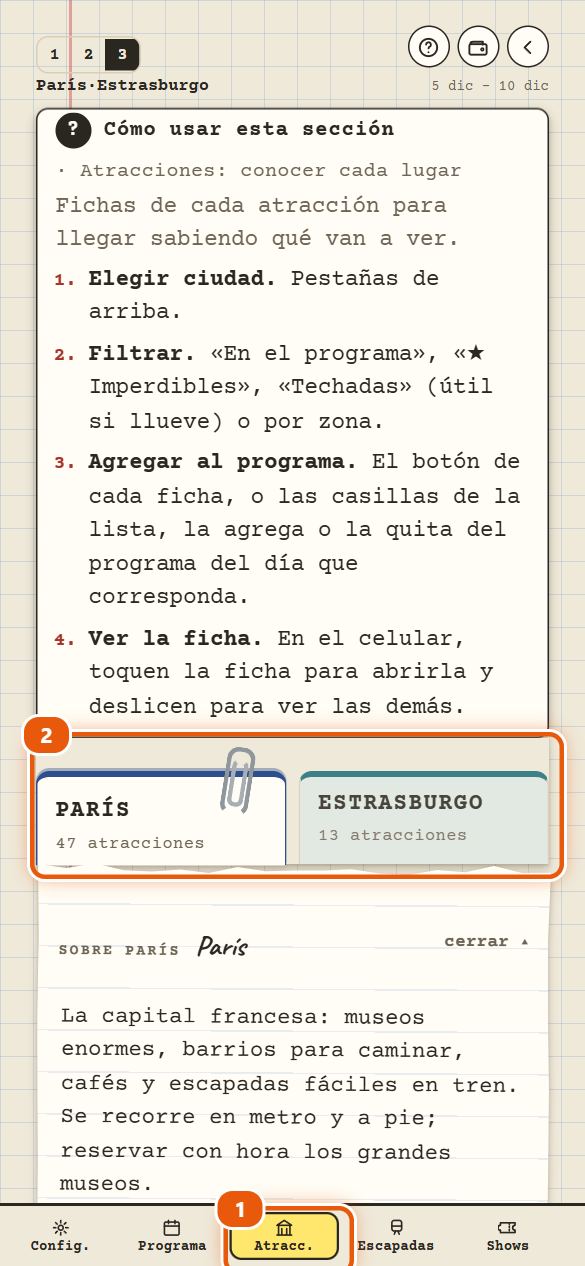 1 2 3
París·Estrasburgo
5 dic – 10 dic
? Cómo usar esta sección
· Atracciones: conocer cada lugar
Fichas de cada atracción para
llegar sabiendo qué van a ver.
1. Elegir ciudad. Pestañas de
arriba.
2. Filtrar. «En el programa», «★
Imperdibles», «Techadas» (útil
si llueve) o por zona.
3. Agregar al programa. El botón de
cada ficha, o las casillas de la
lista, la agrega o la quita del
programa del día que
corresponda.
4. Ver la ficha. En el celular,
toquen la ficha para abrirla y
deslicen para ver las demás.
2
PARÍS
47 atracciones
ESTRASBURGO
13 atracciones
SOBRE PARÍS París
cerrar ▴
La capital francesa: museos
enormes, barrios para caminar,
cafés y escapadas fáciles en tren.
Se recorre en metro y a pie;
reservar con hora los grandes
museos.
1
Config. Programa Atracc. Escapadas Shows